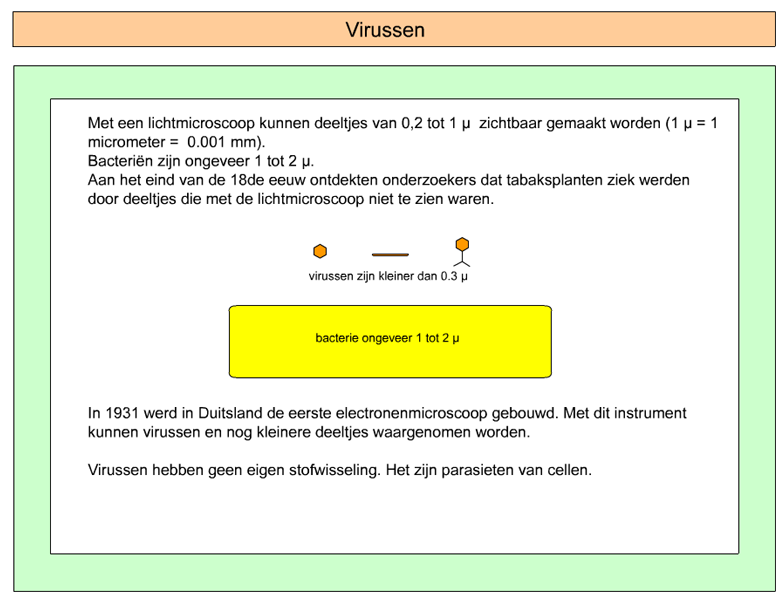 Virussen
Met een lichtmicroscoop kunnen deeltjes van 0,2 tot 1 µ zichtbaar gemaakt worden (1 µ = 1
micrometer = 0.001 mm).
Bacteriën zijn ongeveer 1 tot 2 µ.
Aan het eind van de 18de eeuw ontdekten onderzoekers dat tabaksplanten ziek werden
door deeltjes die met de lichtmicroscoop niet te zien waren.
virussen zijn kleiner dan 0.3 µ
bacterie ongeveer 1 tot 2 µ
In 1931 werd in Duitsland de eerste electronenmicroscoop gebouwd. Met dit instrument
kunnen virussen en nog kleinere deeltjes waargenomen worden.
Virussen hebben geen eigen stofwisseling. Het zijn parasieten van cellen.